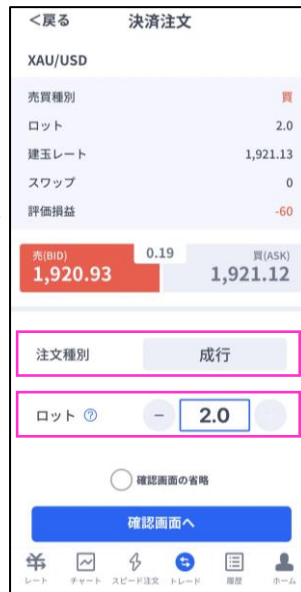 <戻る 決済注文
XAU/USD
売買種別 買
ロット 2.0
建玉レート 1,921.13
スワップ 0
評価損益 -60
売(BID) 0.19 買(ASK)
1,920.93 1,921.12
注文種別 成行
ロット ? − 2.0
確認画面の省略
確認画面へ
レート チャート スピード注文 トレード 履歴 ホーム